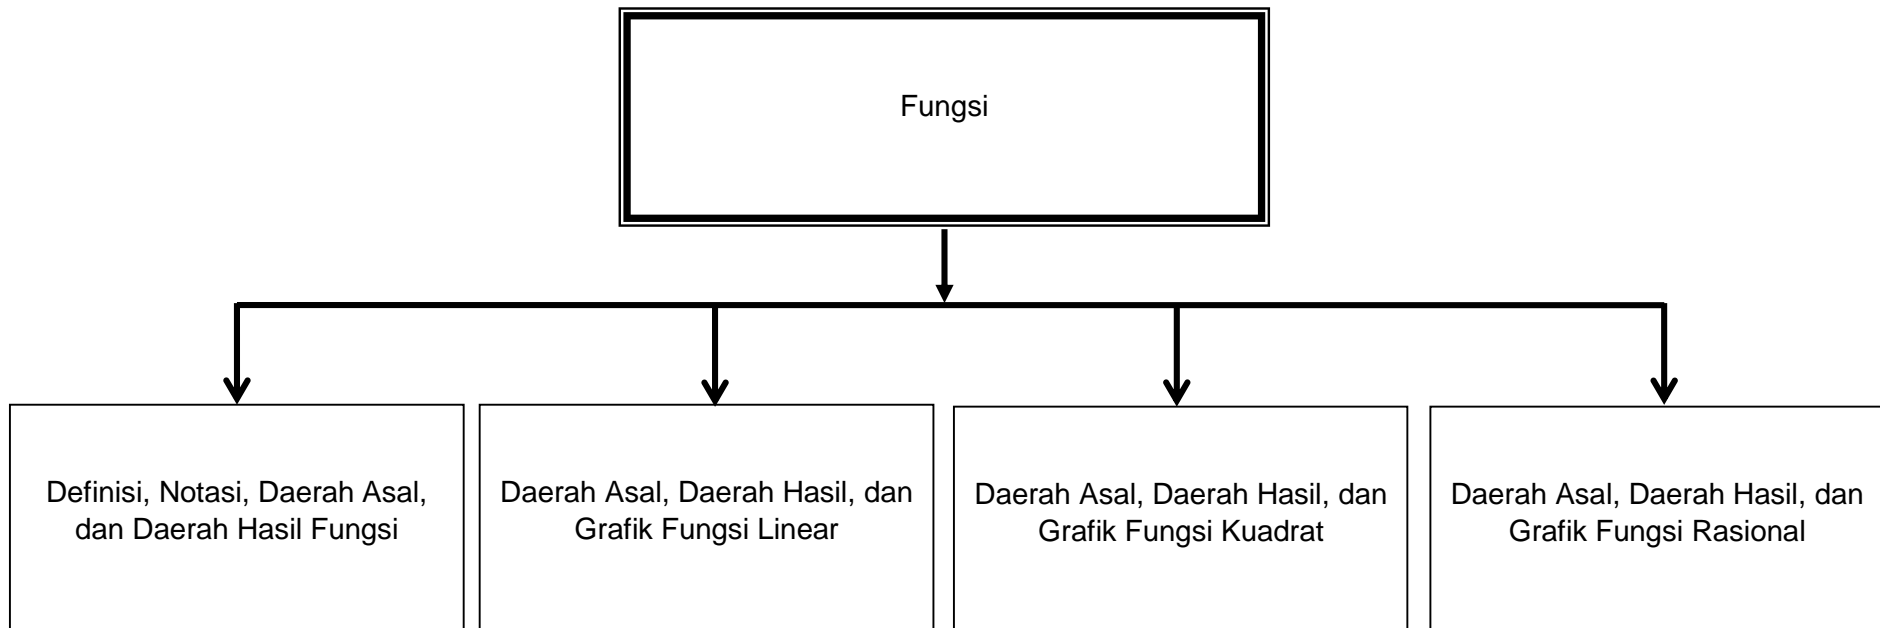 Fungsi
Definisi, Notasi, Daerah Asal,
dan Daerah Hasil Fungsi
Daerah Asal, Daerah Hasil, dan
Grafik Fungsi Linear
Daerah Asal, Daerah Hasil, dan
Grafik Fungsi Kuadrat
Daerah Asal, Daerah Hasil, dan
Grafik Fungsi Rasional